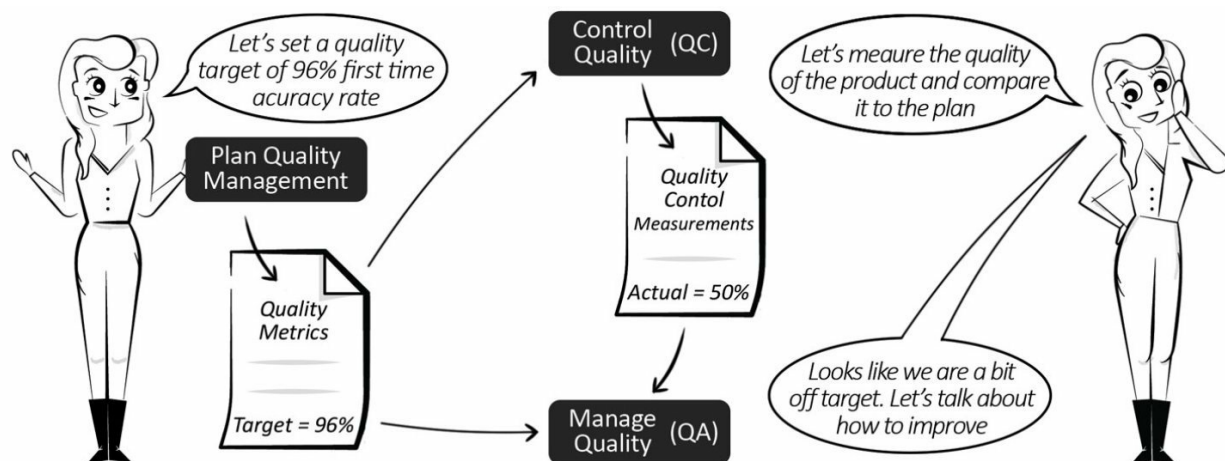 Let's set a quality
target of 96% first time
acuracy rate
Plan Quality
Management
Quality
Metrics
Target = 96%
Control
Quality (QC)
Quality
Contol
Measurements
Actual = 50%
Manage
Quality (QA)
Let's meaure the quality
of the product and compare
it to the plan
Looks like we are a bit
off target. Let's talk about
how to improve